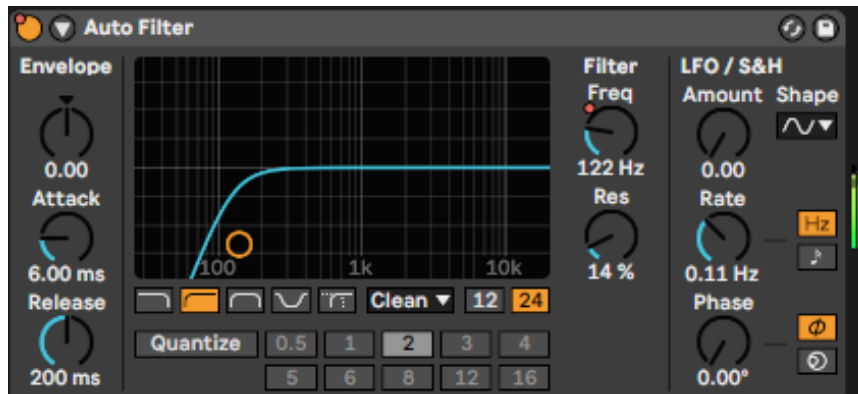 Auto Filter
Envelope
0.00
Attack
6.00 ms
Release
200 ms
100 1k 10k
Clean 12 24
Quantize 0.5 1 2 3 4
5 6 8 12 16
Filter
Freq
122 Hz
Res
14 %
LFO / S&H
Amount Shape
0.00
Rate
Hz
0.11 Hz
Phase
Φ
0.00°